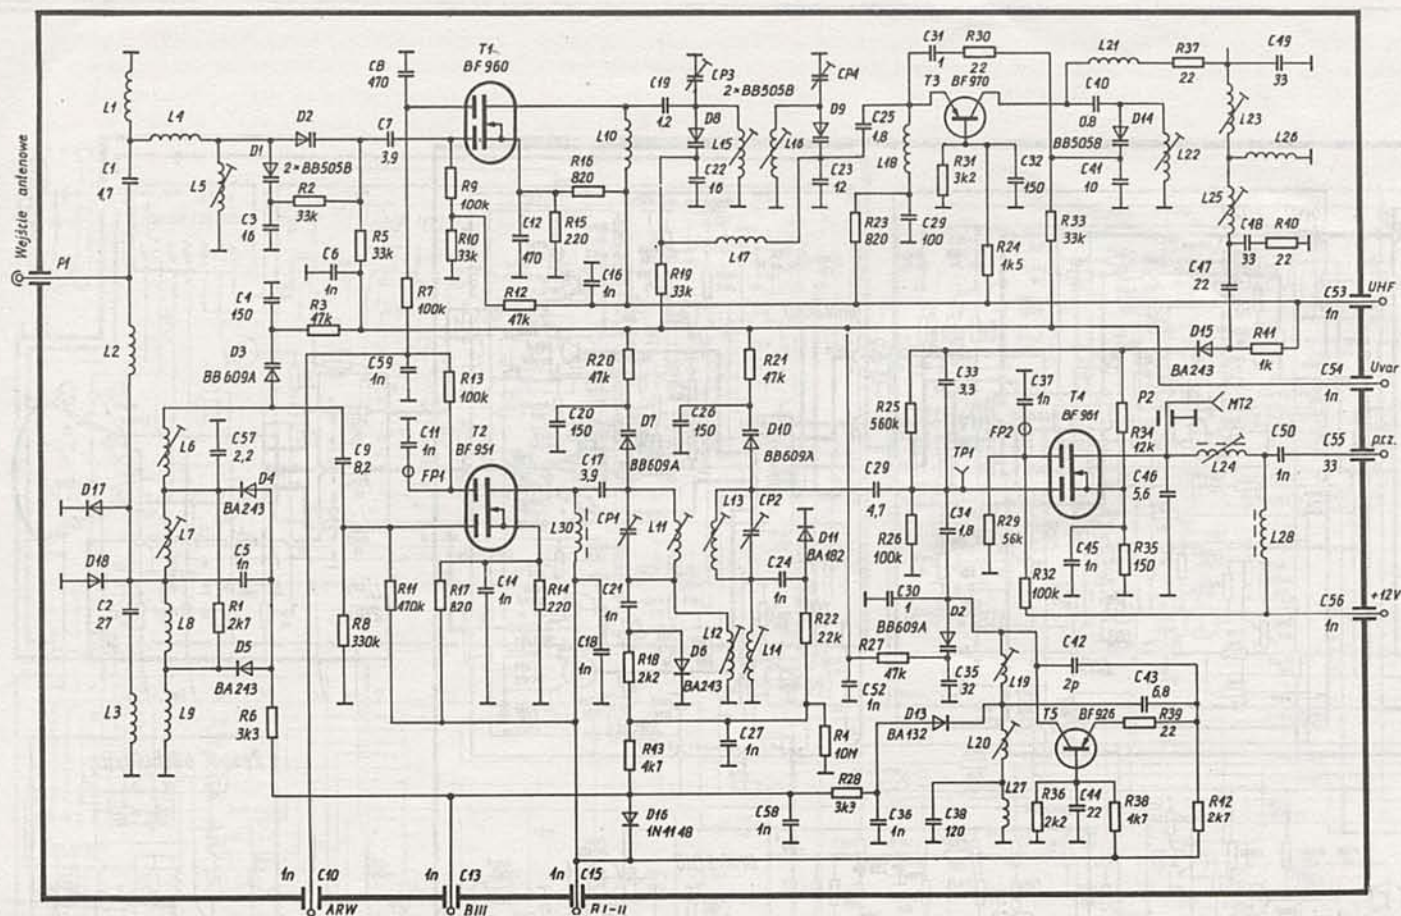 Wejście antenowe
P1
L1
L4
C1
4,7
L5
D1
D2
2×BB505B
R2
33k
C3
16
C7
3,9
C8
470
T1
BF 960
R5
33k
C6
1n
C4
150
R3
47k
R9
100k
R10
33k
R7
100k
C12
470
R15
220
R16
820
L10
R12
47k
C16
1n
C19
1,2
CP3
2×BB505B
D8
L15
C22
16
L16
CP4
D9
C23
12
L17
R19
33k
C25
1,8
C31
1
R30
22
T3
BF 970
L18
R31
3k2
C32
150
R23
820
C29
100
R24
1k5
R33
33k
L21
R37
22
C40
0,8
D14
BB505B
C41
10
L22
C49
33
L23
L26
L25
C48
33
R40
22
C47
22
C53
1n
UHF
D15
BA243
R41
1k
C54
1n
Uvar
L2
D3
BB 609A
L6
C57
2,2
C9
8,2
D17
D4
BA243
L7
D18
C5
1n
C2
27
L8
R1
2k7
D5
BA243
R8
330k
L3
L9
R6
3k3
C59
1n
R13
100k
C11
1n
FP1
T2
BF 951
R11
470k
R17
820
C14
1n
R14
220
L30
C18
1n
R20
47k
C20
150
D7
BB609A
C17
3,9
CP1
L11
C21
1n
R18
2k2
D6
BA243
L12
L14
R21
47k
C26
150
D10
BB609A
L13
CP2
D11
BA182
C24
1n
R22
22k
C27
1n
R4
10M
R43
4k7
D16
1N4148
C58
1n
R28
3k3
C36
1n
C29
4,7
R25
560k
R26
100k
C33
3,3
TP1
C34
1,8
R29
56k
C37
1n
FP2
T4
BF 961
P2
MT2
R34
12k
C46
5,6
L24
C50
1n
C55
33
p.cz.
L28
C45
1n
R35
150
R32
100k
C56
1n
+12V
C30
1
D2
BB609A
R27
47k
C52
1n
C35
32
D13
BA132
L19
L20
L27
C38
120
C42
2p
C43
6,8
T5
BF 926
R39
22
R36
2k2
C44
22
R38
4k7
R42
2k7
1n
C10
ARW
1n
C13
BIII
1n
C15
BI-II